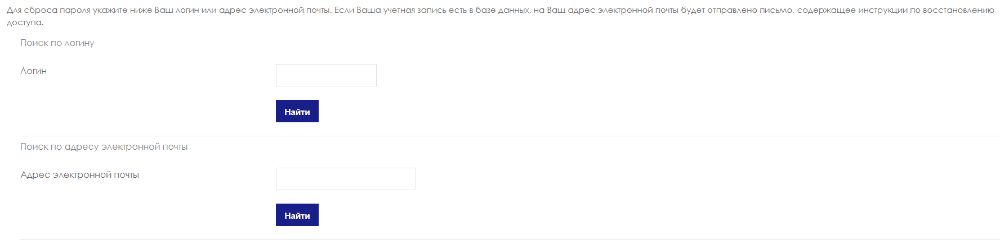 Для сброса пароля укажите ниже Ваш логин или адрес электронной почты. Если Ваша учетная запись есть в базе данных, на Ваш адрес электронной почты будет отправлено письмо, содержащее инструкции по восстановлению
доступа.
Поиск по логину
Логин
Найти
Поиск по адресу электронной почты
Адрес электронной почты
Найти